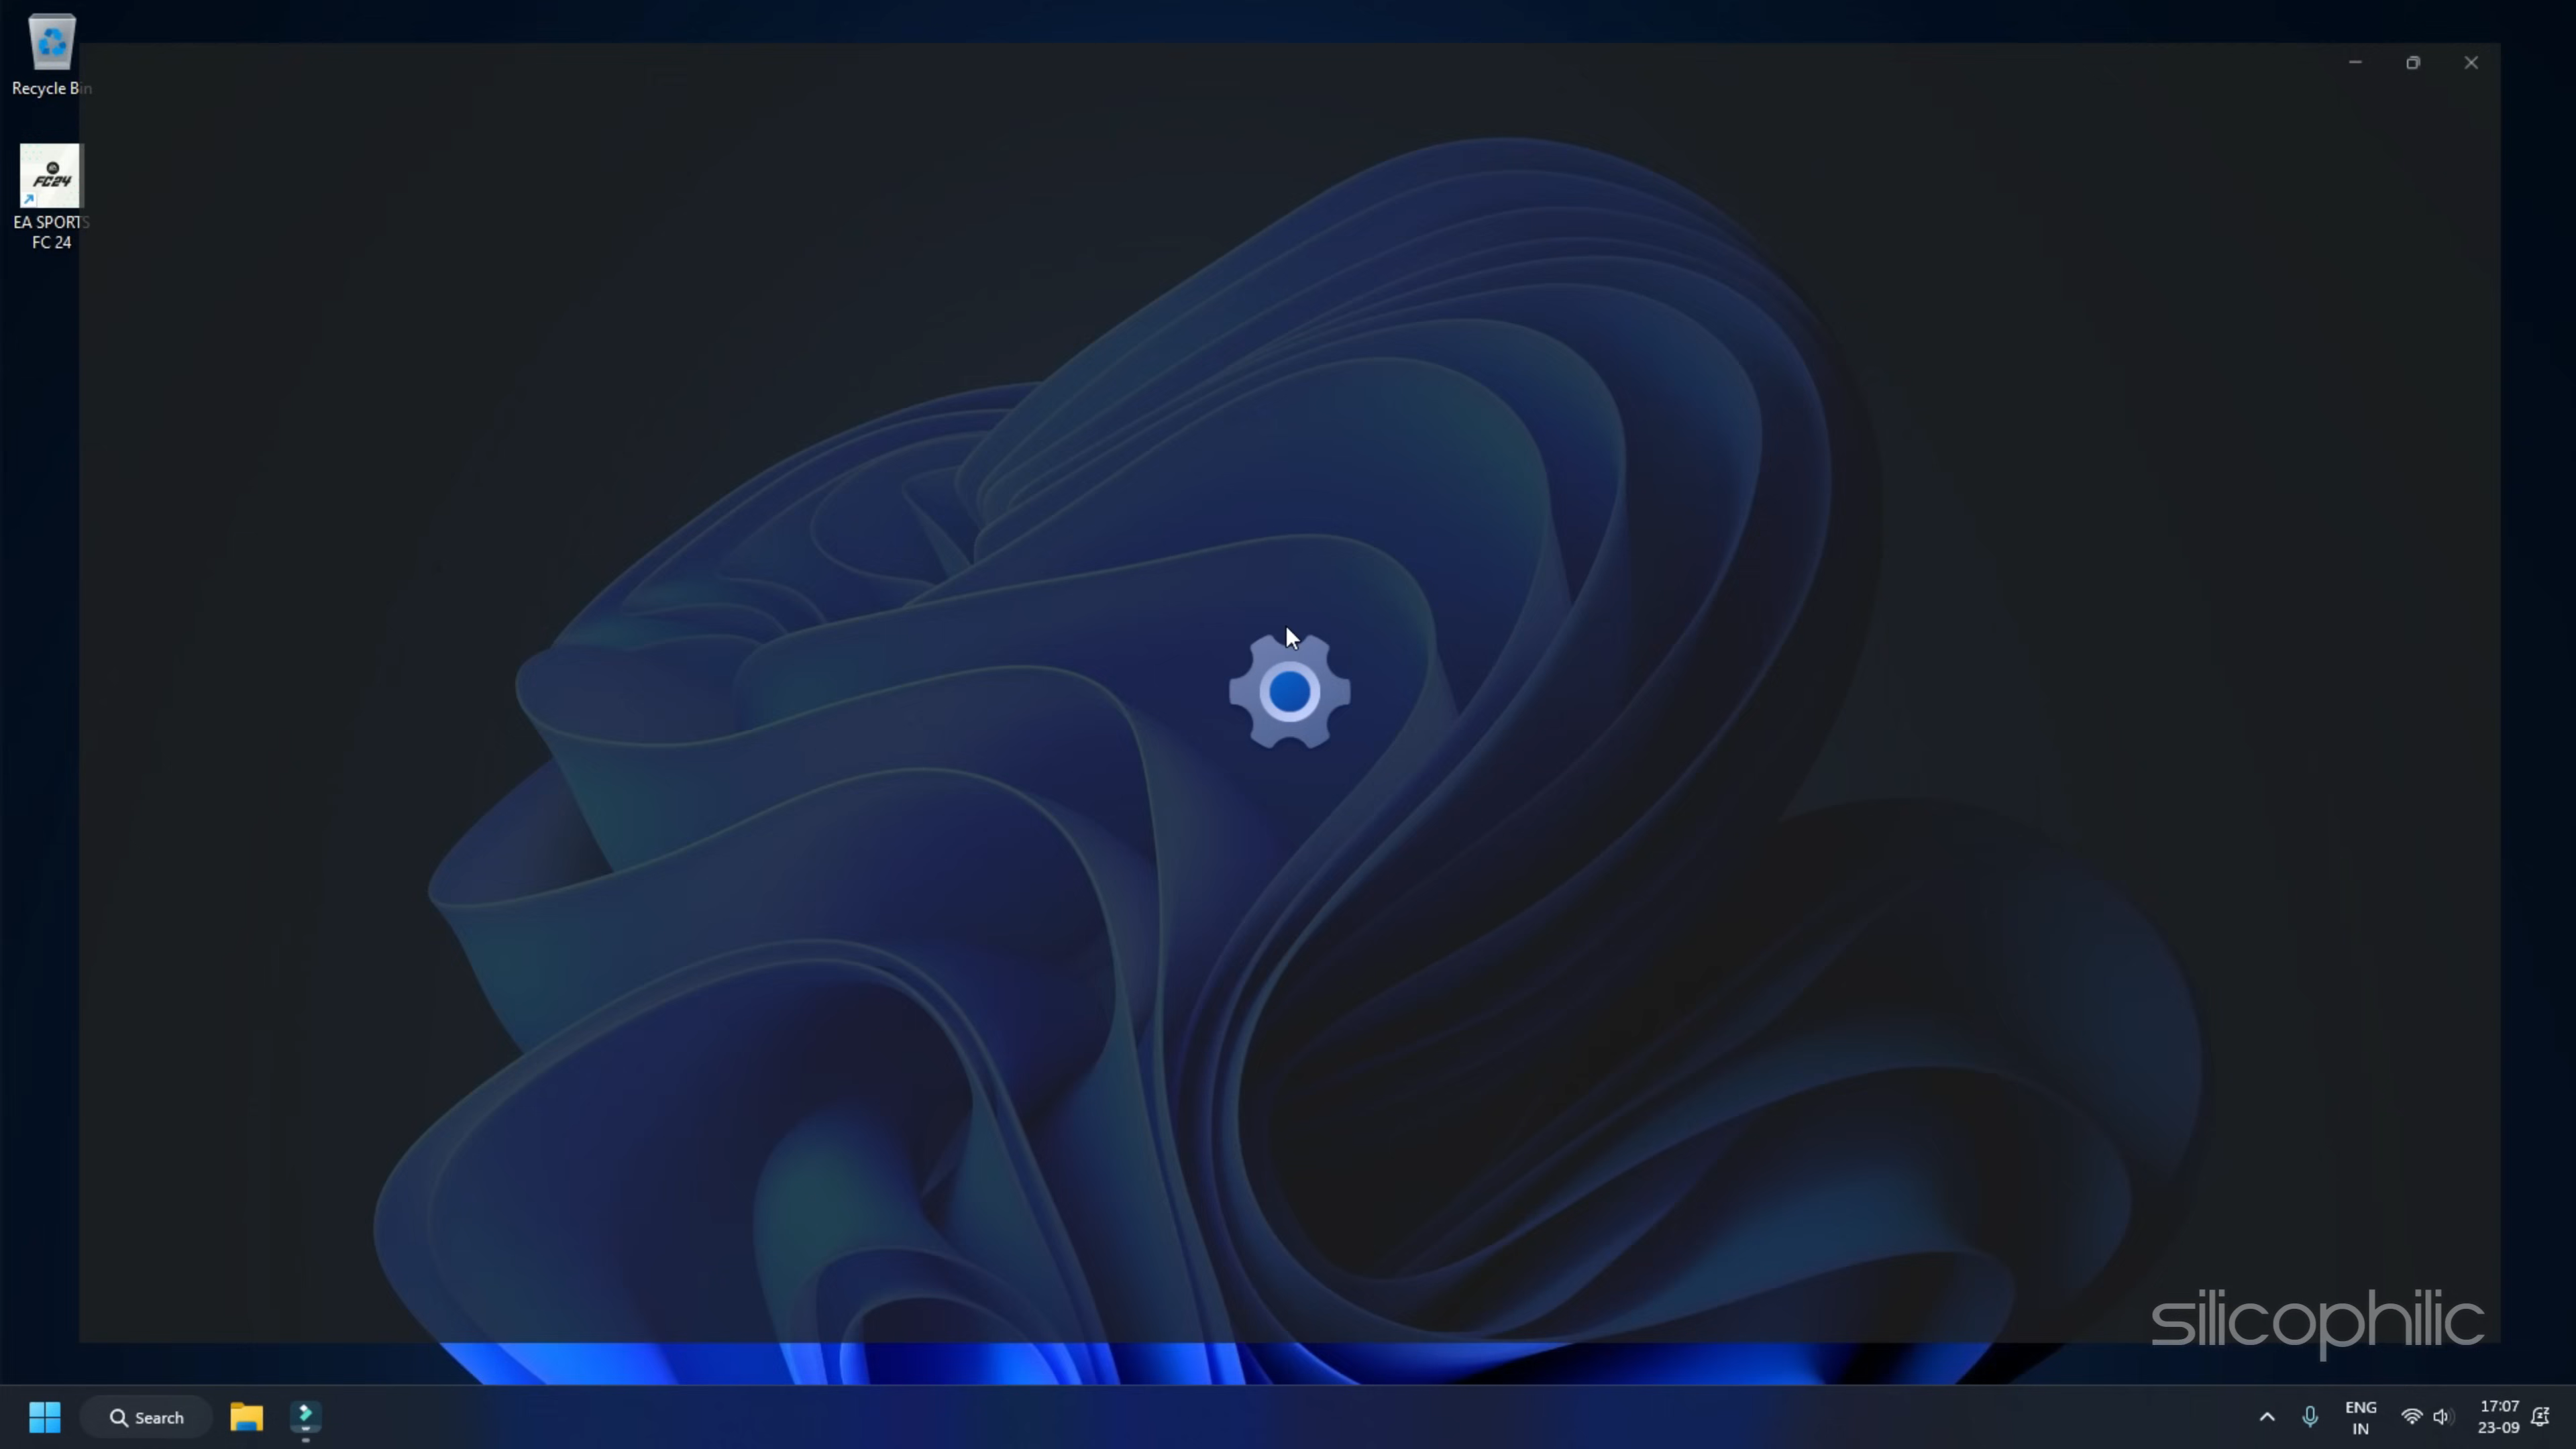 Recycle Bin
FC24
EA SPORTS
FC 24
silicophilic
Search
ENG
IN
17:07
23-09